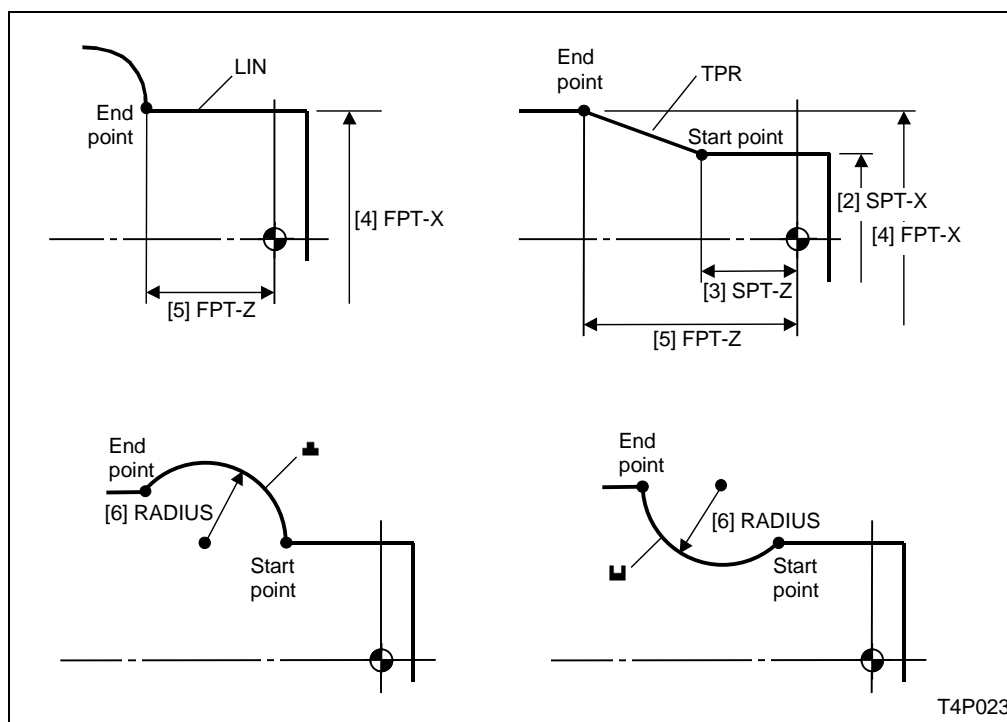 LIN
End
point
[4] FPT-X
[5] FPT-Z
End
point
TPR
Start point
[2] SPT-X
[4] FPT-X
[3] SPT-Z
[5] FPT-Z
End
point
[6] RADIUS
Start
point
End
point
[6] RADIUS
Start
point
T4P023